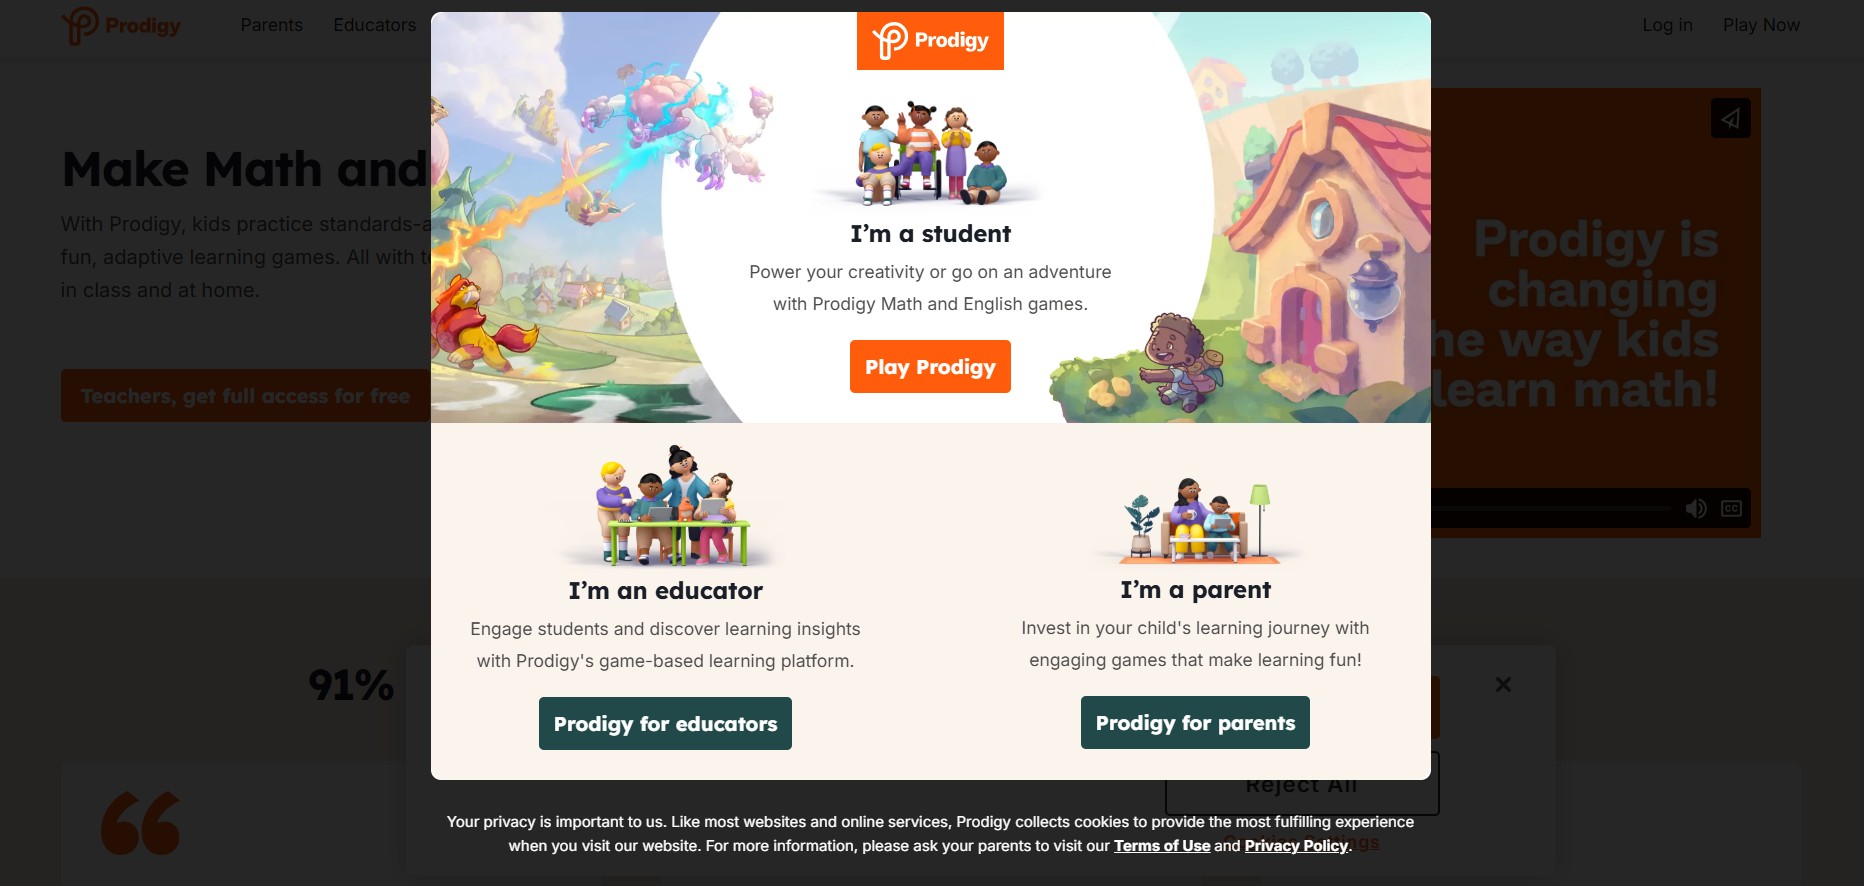 Prodigy
Parents
Educators
Log in
Play Now
Make Math and
With Prodigy, kids practice standards-a
fun, adaptive learning games. All with te
in class and at home.
Teachers, get full access for free
Prodigy is
changing
he way kids
learn math!
CC
Prodigy
I'm a student
Power your creativity or go on an adventure
with Prodigy Math and English games.
Play Prodigy
I'm an educator
Engage students and discover learning insights
with Prodigy's game-based learning platform.
Prodigy for educators
I'm a parent
Invest in your child's learning journey with
engaging games that make learning fun!
Prodigy for parents
91%
Reject All
Your privacy is important to us. Like most websites and online services, Prodigy collects cookies to provide the most fulfilling experience
when you visit our website. For more information, please ask your parents to visit our Terms of Use and Privacy Policy.